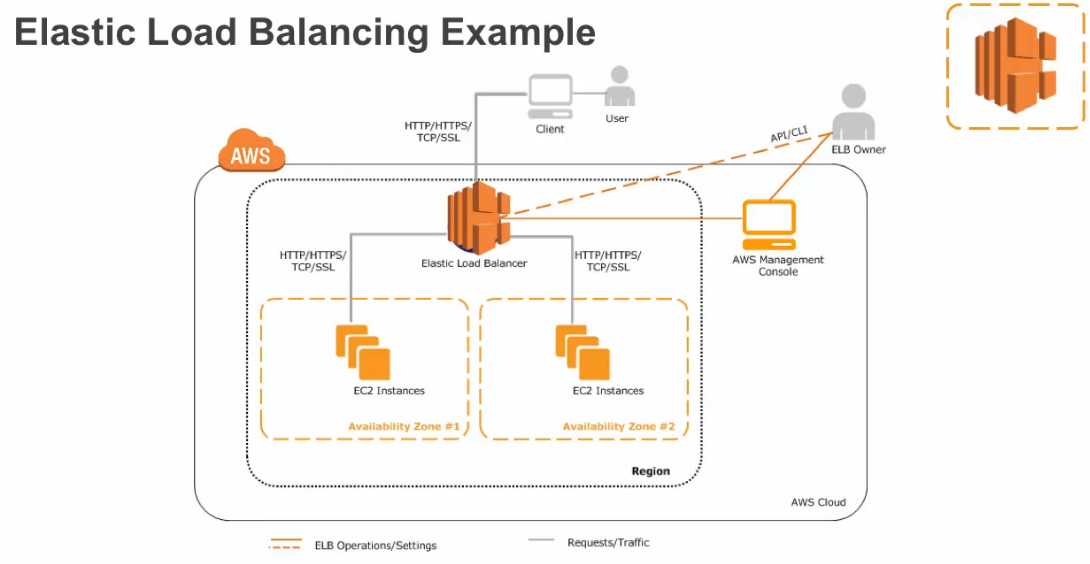 Elastic Load Balancing Example
HTTP/HTTPS/
TCP/SSL
Client
User
API/CLI
ELB Owner
AWS
HTTP/HTTPS/
TCP/SSL
Elastic Load Balancer
HTTP/HTTPS/
TCP/SSL
AWS Management
Console
EC2 Instances
EC2 Instances
Availability Zone #1
Availability Zone #2
Region
AWS Cloud
ELB Operations/Settings
Requests/Traffic